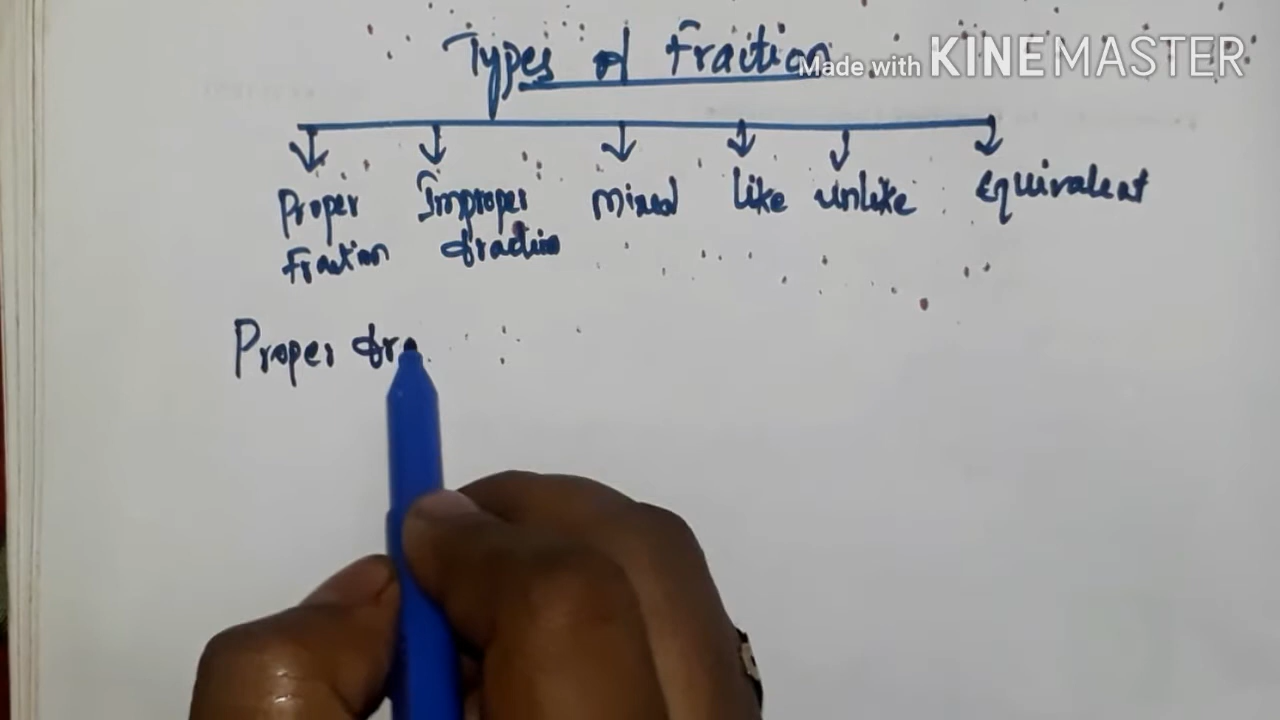 Types of Fraction
Made with KINEMASTER
Proper Improper mixed like unlike Equivalent
Fraction fraction
Proper fra